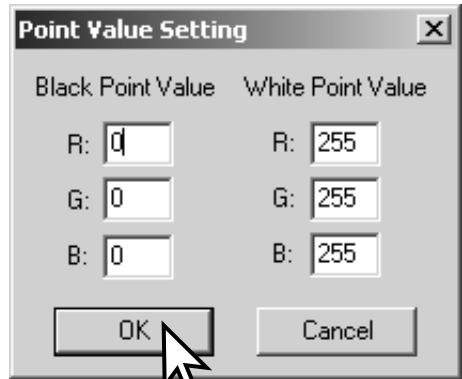 Point Value Setting
Black Point Value White Point Value
R: 0 R: 255
G: 0 G: 255
B: 0 B: 255
OK Cancel